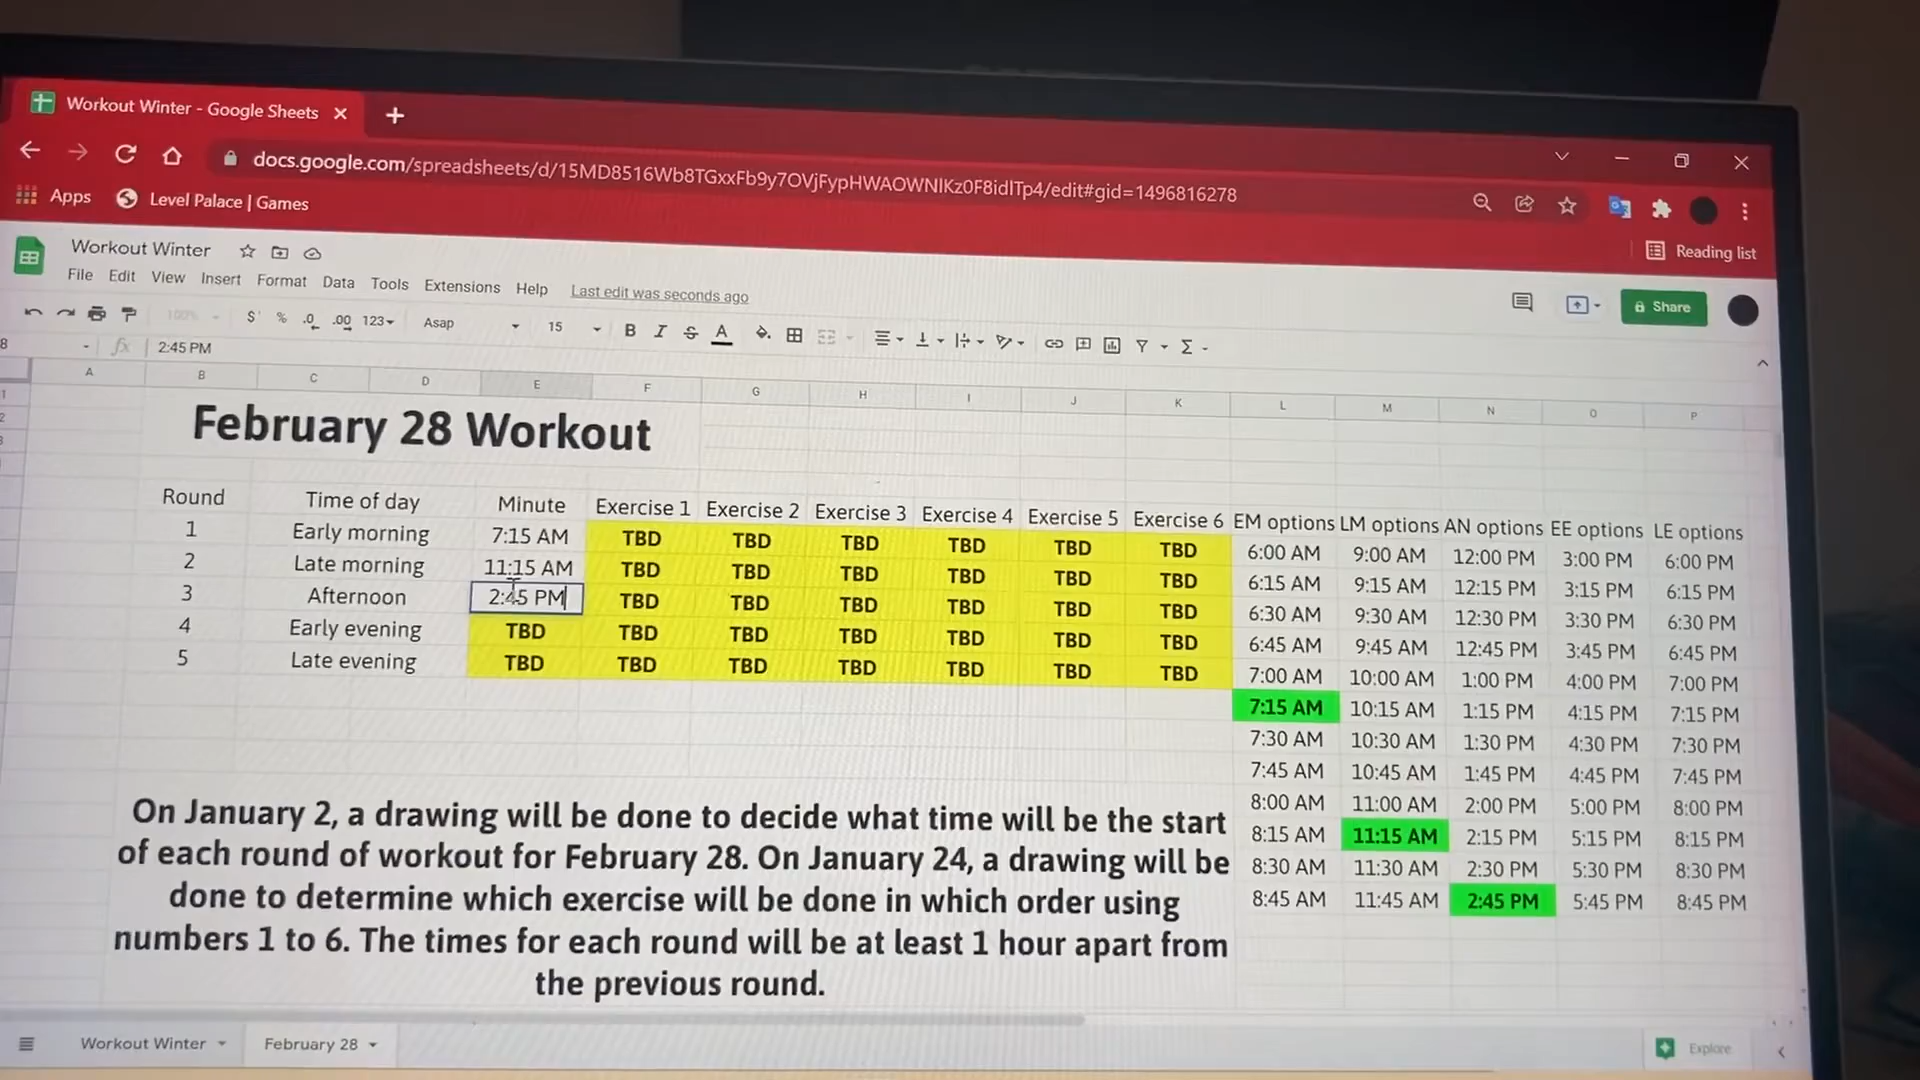 Workout Winter - Google Sheets
docs.google.com/spreadsheets/d/15MD8516Wb8TGxxFb9y7OVjFypHWAOWNlKz0F8idlTp4/edit#gid=1496816278
Apps Level Palace | Games
Reading list
Workout Winter
File Edit View Insert Format Data Tools Extensions Help Last edit was seconds ago
Share
100% $ % .0 .00 123 Asap 15 B I S A
8 fx 2:45 PM
A B C D E F G H I J K L M N O P
1
2
3
February 28 Workout
Round Time of day Minute Exercise 1 Exercise 2 Exercise 3 Exercise 4 Exercise 5 Exercise 6 EM options LM options AN options EE options LE options
1 Early morning 7:15 AM TBD TBD TBD TBD TBD TBD 6:00 AM 9:00 AM 12:00 PM 3:00 PM 6:00 PM
2 Late morning 11:15 AM TBD TBD TBD TBD TBD TBD 6:15 AM 9:15 AM 12:15 PM 3:15 PM 6:15 PM
3 Afternoon 2:45 PM TBD TBD TBD TBD TBD TBD 6:30 AM 9:30 AM 12:30 PM 3:30 PM 6:30 PM
4 Early evening TBD TBD TBD TBD TBD TBD TBD 6:45 AM 9:45 AM 12:45 PM 3:45 PM 6:45 PM
5 Late evening TBD TBD TBD TBD TBD TBD TBD 7:00 AM 10:00 AM 1:00 PM 4:00 PM 7:00 PM
7:15 AM 10:15 AM 1:15 PM 4:15 PM 7:15 PM
7:30 AM 10:30 AM 1:30 PM 4:30 PM 7:30 PM
7:45 AM 10:45 AM 1:45 PM 4:45 PM 7:45 PM
8:00 AM 11:00 AM 2:00 PM 5:00 PM 8:00 PM
8:15 AM 11:15 AM 2:15 PM 5:15 PM 8:15 PM
8:30 AM 11:30 AM 2:30 PM 5:30 PM 8:30 PM
8:45 AM 11:45 AM 2:45 PM 5:45 PM 8:45 PM
On January 2, a drawing will be done to decide what time will be the start
of each round of workout for February 28. On January 24, a drawing will be
done to determine which exercise will be done in which order using
numbers 1 to 6. The times for each round will be at least 1 hour apart from
the previous round.
Workout Winter February 28 Explore